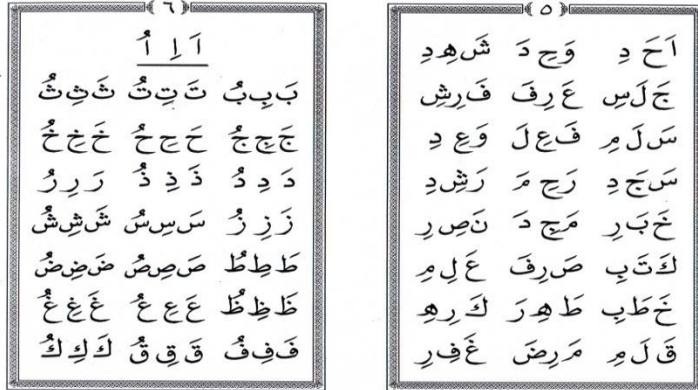 ٥
اَحَدِ وَحِدَ شَهِدِ
جَلَسِ عَرِفَ فَرِشِ
سَلَمِ فَعِلَ وَعِدِ
سَجَدِ رَحِمَ رَشِدِ
خَبَرِ مَجِدَ نَصِرِ
كَتَبِ صَرِفَ عَلِمِ
خَطَبِ طَهِرَ كَرِهِ
قَلَمِ مَرِضَ غَفِرِ
٦
اَ اِ اُ
بَبِبُ تَتِتُ ثَثِثُ
جَجِجُ حَحِحُ خَخِخُ
دَدِدُ ذَذِذُ رَرِرُ
زَزِزُ سَسِسُ شَشِشُ
طَطِطُ صَصِصُ ضَضِضُ
ظَظِظُ عَعِعُ غَغِغُ
فَفِفُ قَقِقُ كَكِكُ